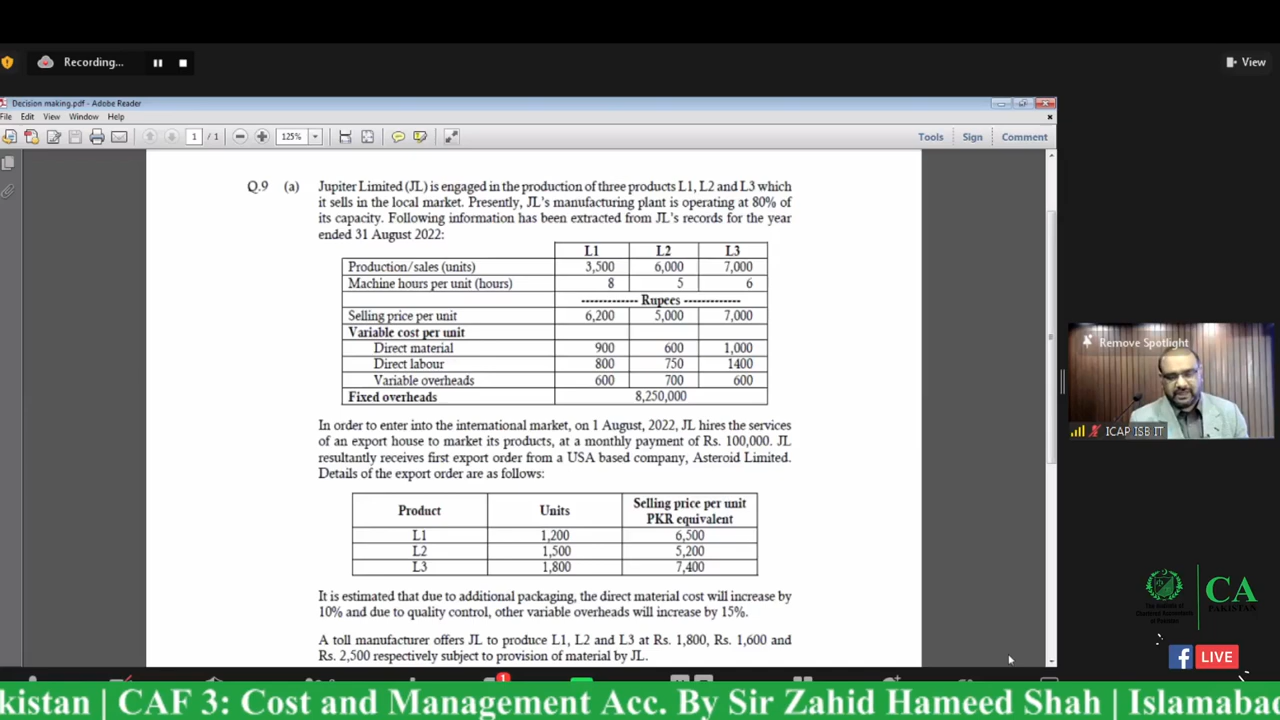 Recording...
View
Decision making.pdf - Adobe Reader
File Edit View Window Help
1 / 1 125% Tools Sign Comment
Q.9 (a) Jupiter Limited (JL) is engaged in the production of three products L1, L2 and L3 which
it sells in the local market. Presently, JL's manufacturing plant is operating at 80% of
its capacity. Following information has been extracted from JL's records for the year
ended 31 August 2022:
L1 L2 L3
Production/sales (units) 3,500 6,000 7,000
Machine hours per unit (hours) 8 5 6
------------ Rupees ------------
Selling price per unit 6,200 5,000 7,000
Variable cost per unit
Direct material 900 600 1,000
Direct labour 800 750 1400
Variable overheads 600 700 600
Fixed overheads 8,250,000
In order to enter into the international market, on 1 August, 2022, JL hires the services
of an export house to market its products, at a monthly payment of Rs. 100,000. JL
resultantly receives first export order from a USA based company, Asteroid Limited.
Details of the export order are as follows:
Product Units Selling price per unit
PKR equivalent
L1 1,200 6,500
L2 1,500 5,200
L3 1,800 7,400
It is estimated that due to additional packaging, the direct material cost will increase by
10% and due to quality control, other variable overheads will increase by 15%.
A toll manufacturer offers JL to produce L1, L2 and L3 at Rs. 1,800, Rs. 1,600 and
Rs. 2,500 respectively subject to provision of material by JL.
Remove Spotlight
ICAP ISB IT
CA
PAKISTAN
f LIVE
1
kistan | CAF 3: Cost and Management Acc. By Sir Zahid Hameed Shah | Islamabad